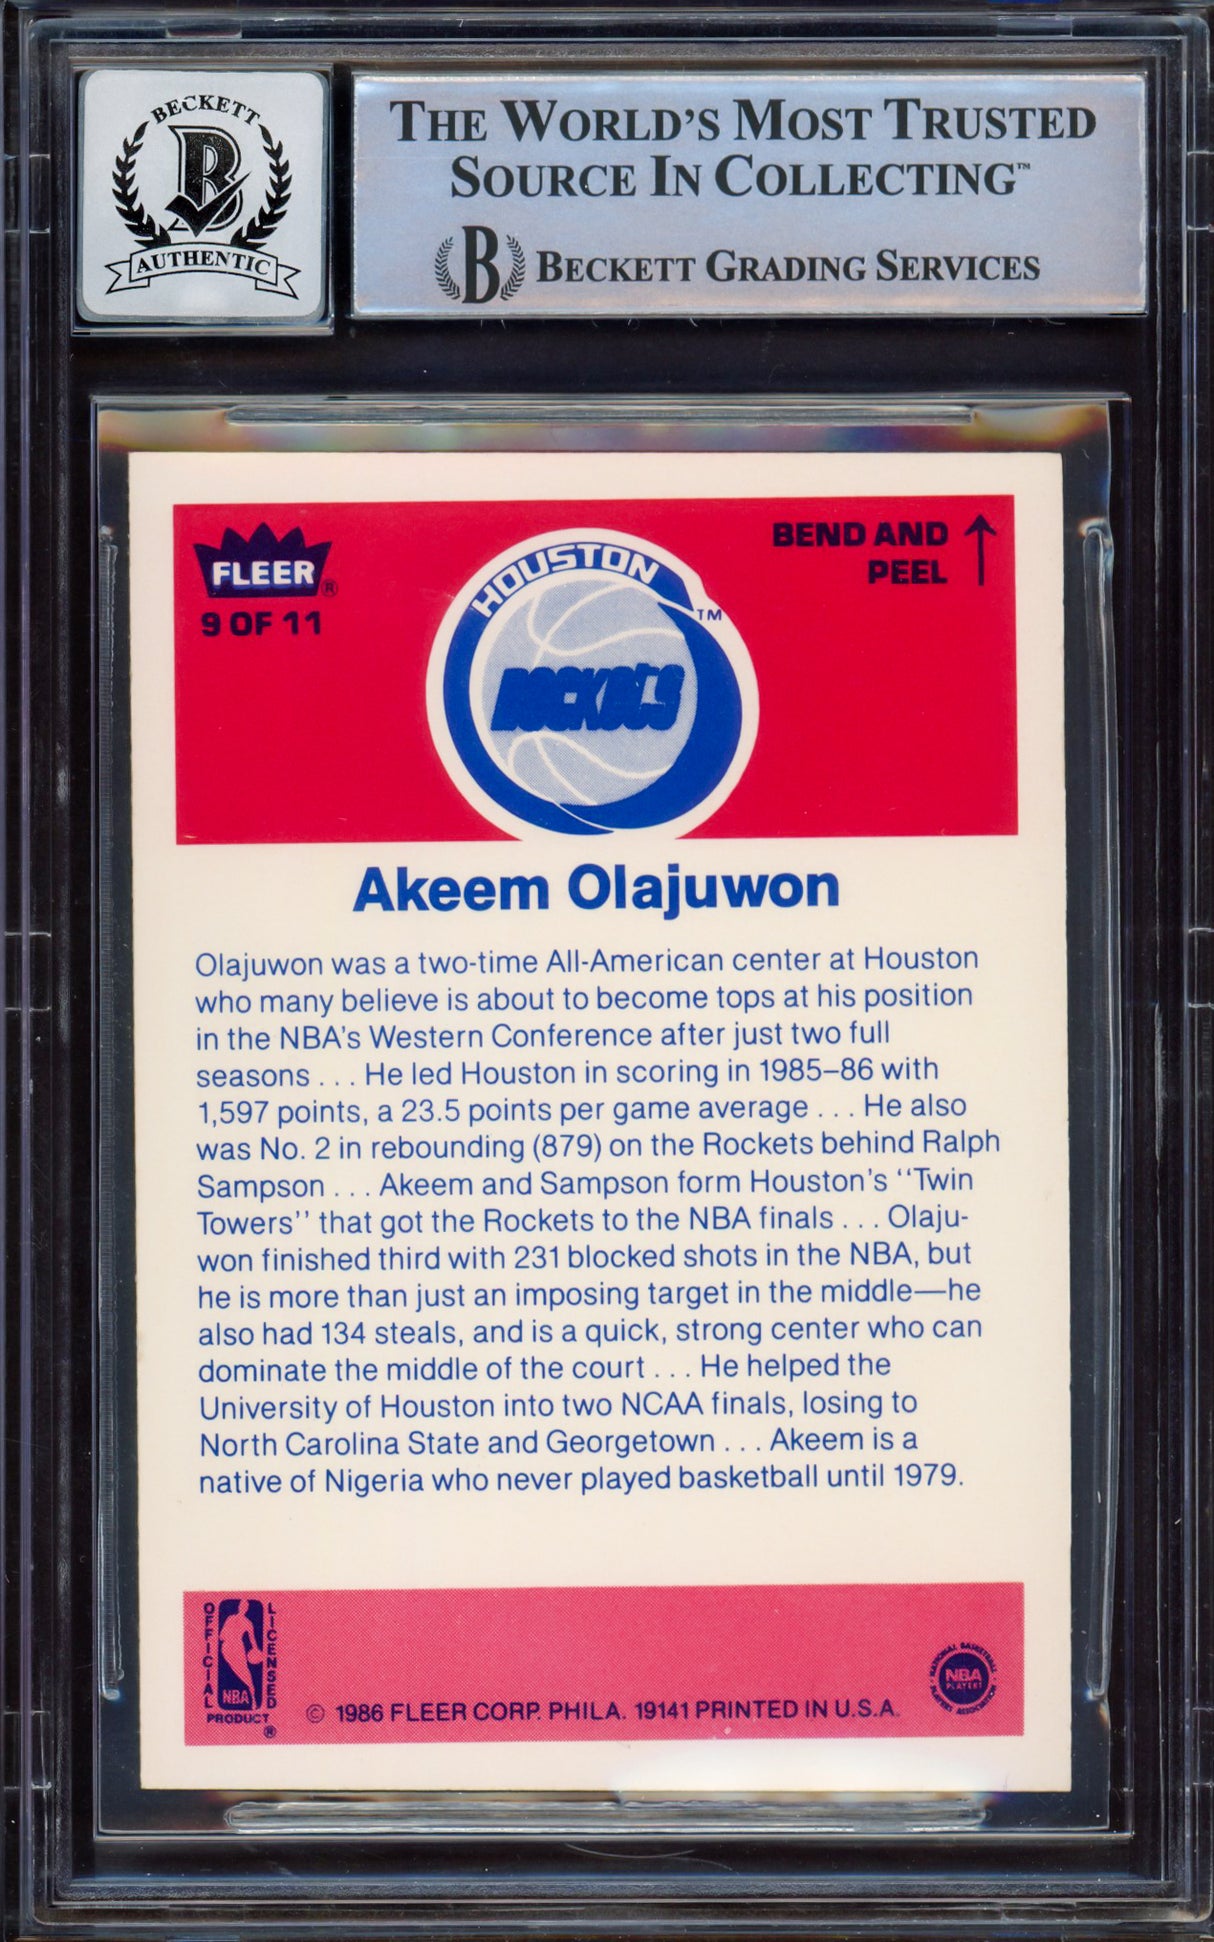 BECKETT
AUTHENTIC
THE WORLD'S MOST TRUSTED
SOURCE IN COLLECTING™
B BECKETT GRADING SERVICES
FLEER®
9 OF 11
HOUSTON
ROCKETS
TM
BEND AND
PEEL
Akeem Olajuwon
Olajuwon was a two-time All-American center at Houston
who many believe is about to become tops at his position
in the NBA's Western Conference after just two full
seasons . . . He led Houston in scoring in 1985–86 with
1,597 points, a 23.5 points per game average . . . He also
was No. 2 in rebounding (879) on the Rockets behind Ralph
Sampson . . . Akeem and Sampson form Houston's ''Twin
Towers'' that got the Rockets to the NBA finals . . . Olaju-
won finished third with 231 blocked shots in the NBA, but
he is more than just an imposing target in the middle—he
also had 134 steals, and is a quick, strong center who can
dominate the middle of the court . . . He helped the
University of Houston into two NCAA finals, losing to
North Carolina State and Georgetown . . . Akeem is a
native of Nigeria who never played basketball until 1979.
OFFICIAL
LICENSED
NBA
PRODUCT
®
© 1986 FLEER CORP. PHILA. 19141 PRINTED IN U.S.A.
NATIONAL BASKETBALL
NBA
PLAYERS
PLAYERS ASSOCIATION